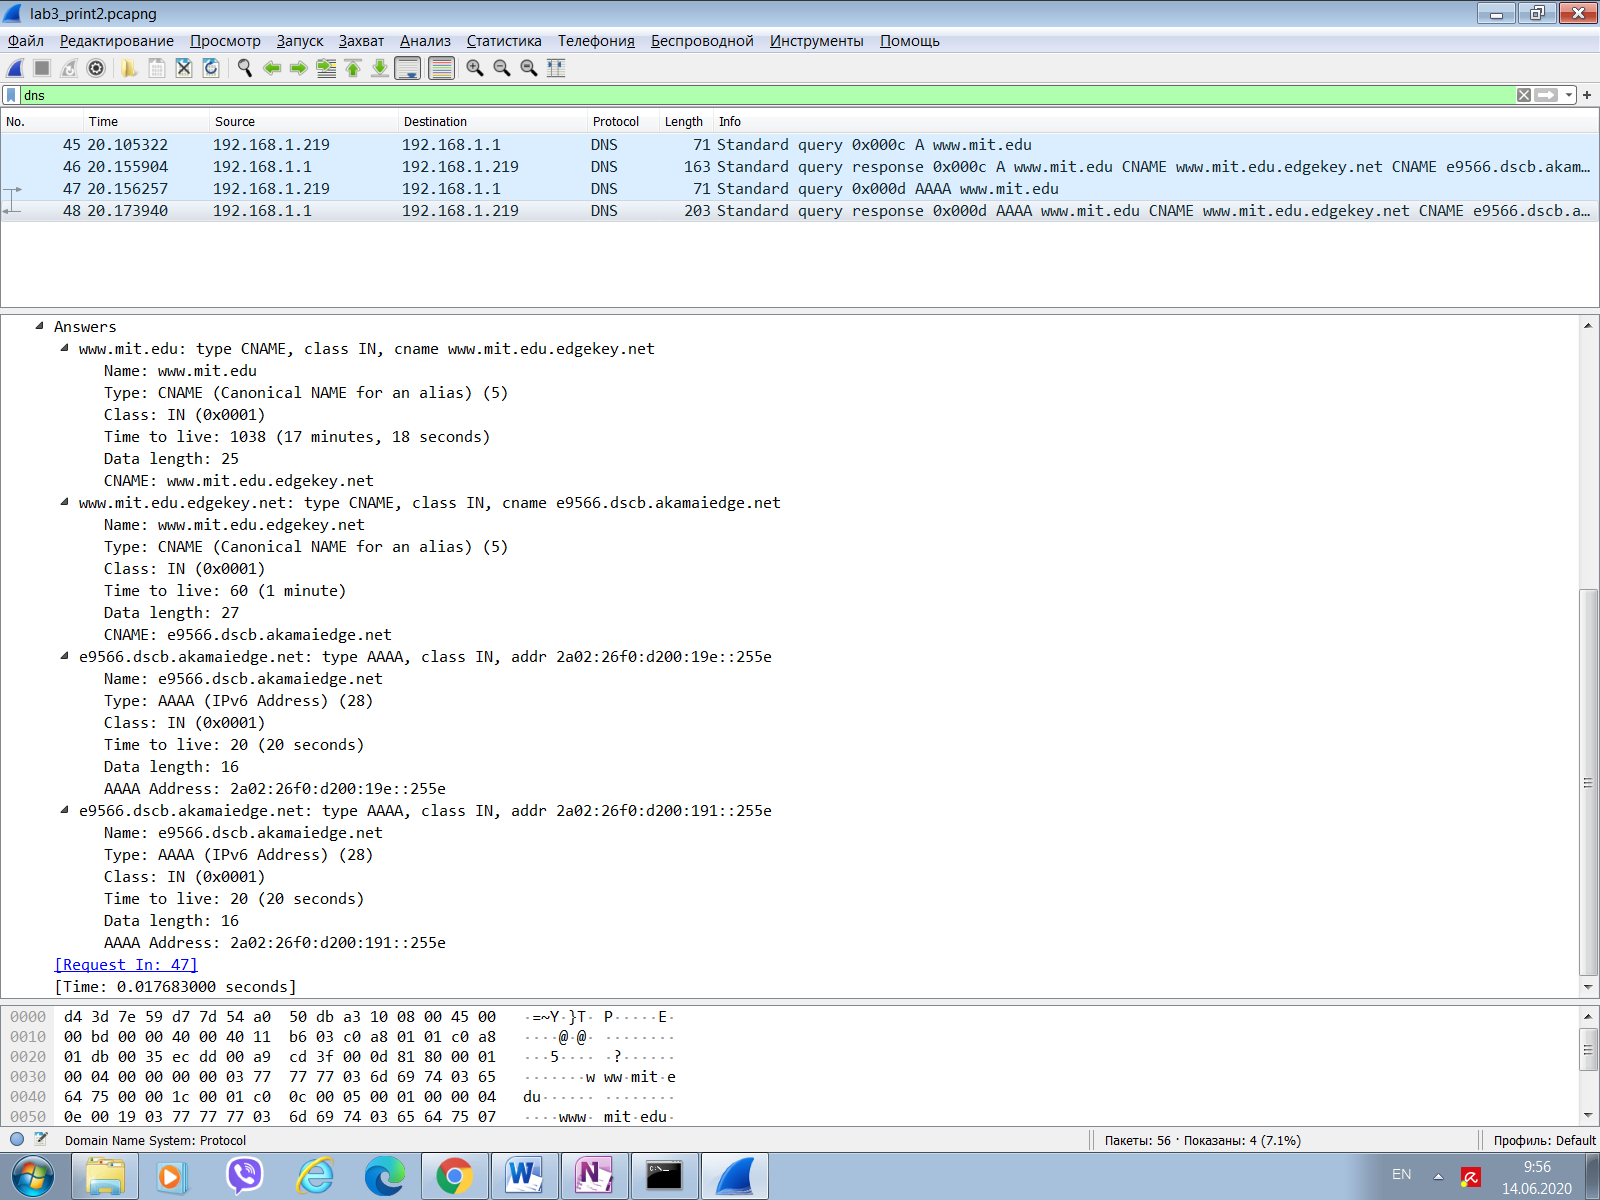 lab3_print2.pcapng
Файл Редактирование Просмотр Запуск Захват Анализ Статистика Телефония Беспроводной Инструменты Помощь
dns
No. Time Source Destination Protocol Length Info
45 20.105322 192.168.1.219 192.168.1.1 DNS 71 Standard query 0x000c A www.mit.edu
46 20.155904 192.168.1.1 192.168.1.219 DNS 163 Standard query response 0x000c A www.mit.edu CNAME www.mit.edu.edgekey.net CNAME e9566.dscb.akam…
47 20.156257 192.168.1.219 192.168.1.1 DNS 71 Standard query 0x000d AAAA www.mit.edu
48 20.173940 192.168.1.1 192.168.1.219 DNS 203 Standard query response 0x000d AAAA www.mit.edu CNAME www.mit.edu.edgekey.net CNAME e9566.dscb.a…
Answers
www.mit.edu: type CNAME, class IN, cname www.mit.edu.edgekey.net
Name: www.mit.edu
Type: CNAME (Canonical NAME for an alias) (5)
Class: IN (0x0001)
Time to live: 1038 (17 minutes, 18 seconds)
Data length: 25
CNAME: www.mit.edu.edgekey.net
www.mit.edu.edgekey.net: type CNAME, class IN, cname e9566.dscb.akamaiedge.net
Name: www.mit.edu.edgekey.net
Type: CNAME (Canonical NAME for an alias) (5)
Class: IN (0x0001)
Time to live: 60 (1 minute)
Data length: 27
CNAME: e9566.dscb.akamaiedge.net
e9566.dscb.akamaiedge.net: type AAAA, class IN, addr 2a02:26f0:d200:19e::255e
Name: e9566.dscb.akamaiedge.net
Type: AAAA (IPv6 Address) (28)
Class: IN (0x0001)
Time to live: 20 (20 seconds)
Data length: 16
AAAA Address: 2a02:26f0:d200:19e::255e
e9566.dscb.akamaiedge.net: type AAAA, class IN, addr 2a02:26f0:d200:191::255e
Name: e9566.dscb.akamaiedge.net
Type: AAAA (IPv6 Address) (28)
Class: IN (0x0001)
Time to live: 20 (20 seconds)
Data length: 16
AAAA Address: 2a02:26f0:d200:191::255e
[Request In: 47]
[Time: 0.017683000 seconds]
0000 d4 3d 7e 59 d7 7d 54 a0 50 db a3 10 08 00 45 00 ·=~Y·}T· P·····E·
0010 00 bd 00 00 40 00 40 11 b6 03 c0 a8 01 01 c0 a8 ····@·@· ········
0020 01 db 00 35 ec dd 00 a9 cd 3f 00 0d 81 80 00 01 ···5···· ·?······
0030 00 04 00 00 00 00 03 77 77 77 03 6d 69 74 03 65 ·······w ww·mit·e
0040 64 75 00 00 1c 00 01 c0 0c 00 05 00 01 00 00 04 du······ ········
0050 0e 00 19 03 77 77 77 03 6d 69 74 03 65 64 75 07 ····www· mit·edu·
Domain Name System: Protocol Пакеты: 56 · Показаны: 4 (7.1%) Профиль: Default
EN 9:56
14.06.2020